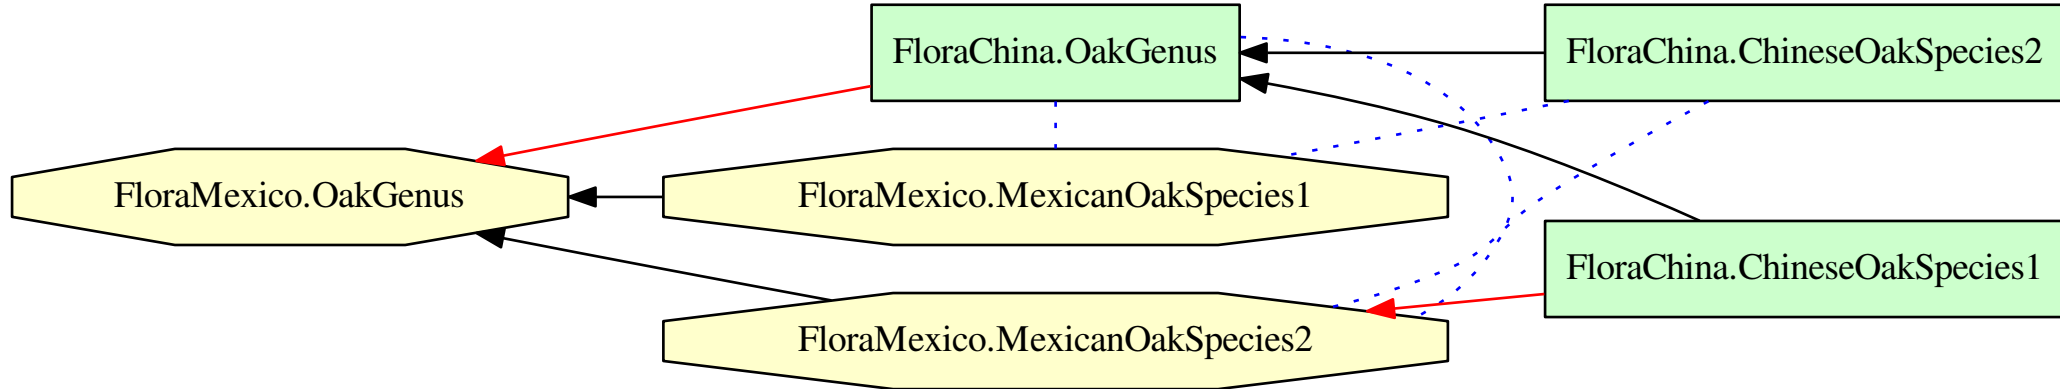 FloraChina.OakGenus
FloraChina.ChineseOakSpecies2
FloraMexico.OakGenus
FloraMexico.MexicanOakSpecies1
FloraChina.ChineseOakSpecies1
FloraMexico.MexicanOakSpecies2